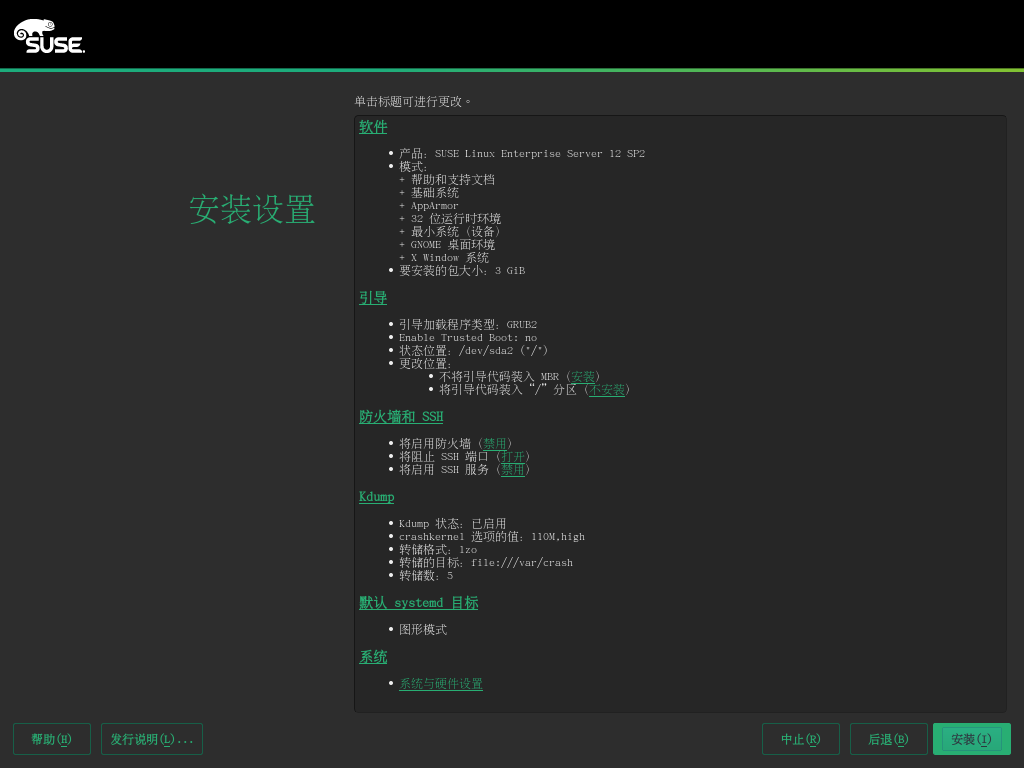 SUSE.
单击标题可进行更改。
安装设置
软件
• 产品: SUSE Linux Enterprise Server 12 SP2
• 模式:
+ 帮助和支持文档
+ 基础系统
+ AppArmor
+ 32 位运行时环境
+ 最小系统 (设备)
+ GNOME 桌面环境
+ X Window 系统
• 要安装的包大小: 3 GiB
引导
• 引导加载程序类型: GRUB2
• Enable Trusted Boot: no
• 状态位置: /dev/sda2 ("/")
• 更改位置:
• 不将引导代码装入 MBR (安装)
• 将引导代码装入 “/” 分区 (不安装)
防火墙和 SSH
• 将启用防火墙 (禁用)
• 将阻止 SSH 端口 (打开)
• 将启用 SSH 服务 (禁用)
Kdump
• Kdump 状态: 已启用
• crashkernel 选项的值: 110M,high
• 转储格式: lzo
• 转储的目标: file:///var/crash
• 转储数: 5
默认 systemd 目标
• 图形模式
系统
• 系统与硬件设置
帮助(H) 发行说明(L)... 中止(R) 后退(B) 安装(I)